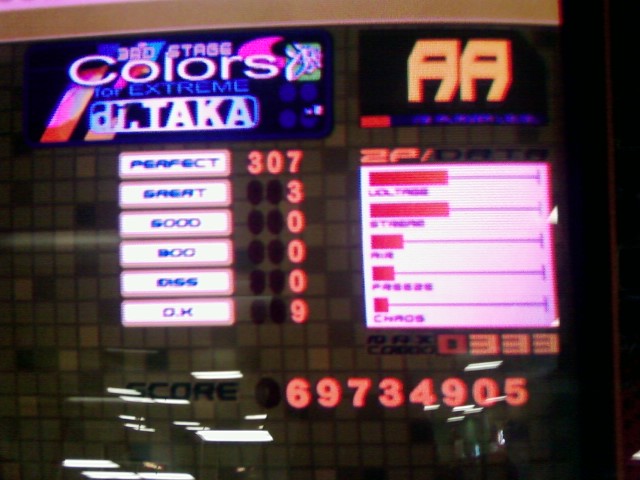 3RD STAGE
Colors
for EXTREME
dj.TAKA
AA
PERFECT 307
GREAT 3
GOOD 0
BOO 0
MISS 0
O.K 9
2P/DATA
VOLTAGE
STREAM
AIR
FREEZE
CHAOS
MAX
COMBO 0333
SCORE 69734905